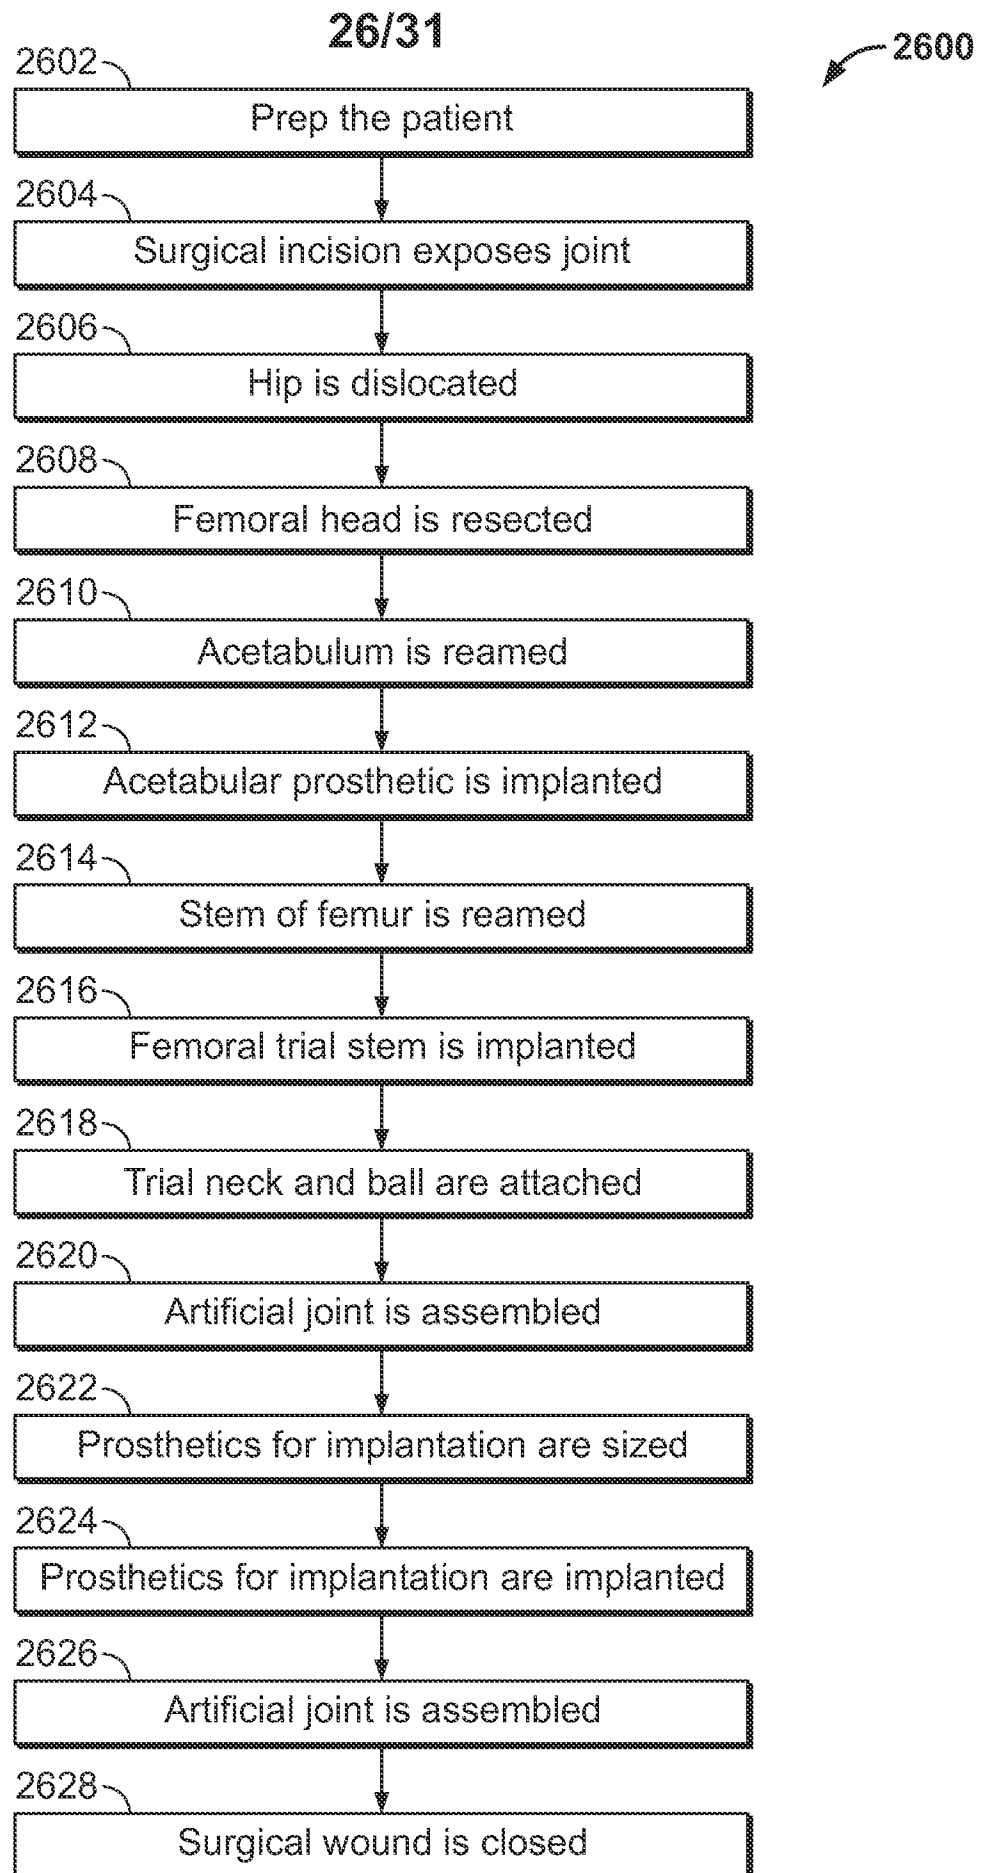 26/31
2600
2602
Prep the patient
2604
Surgical incision exposes joint
2606
Hip is dislocated
2608
Femoral head is resected
2610
Acetabulum is reamed
2612
Acetabular prosthetic is implanted
2614
Stem of femur is reamed
2616
Femoral trial stem is implanted
2618
Trial neck and ball are attached
2620
Artificial joint is assembled
2622
Prosthetics for implantation are sized
2624
Prosthetics for implantation are implanted
2626
Artificial joint is assembled
2628
Surgical wound is closed